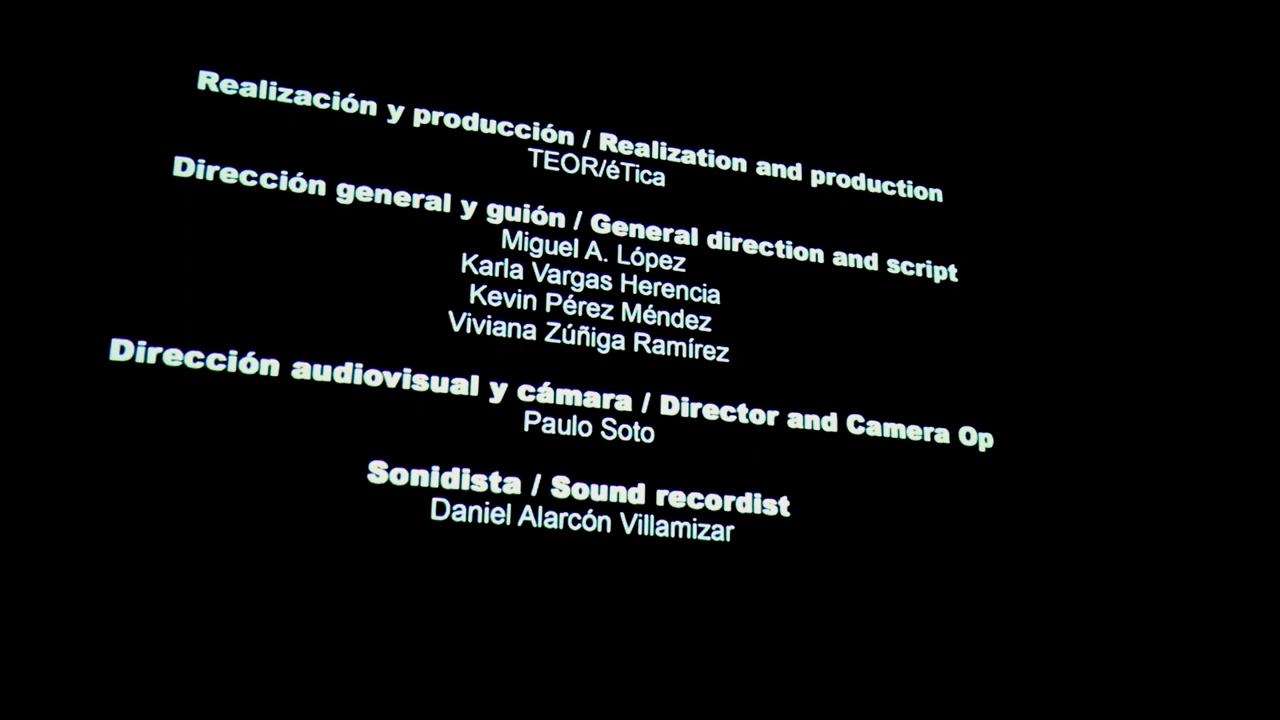 Realización y producción / Realization and production
TEOR/éTica
Dirección general y guión / General direction and script
Miguel A. López
Karla Vargas Herencia
Kevin Pérez Méndez
Viviana Zúñiga Ramírez
Dirección audiovisual y cámara / Director and Camera Op
Paulo Soto
Sonidista / Sound recordist
Daniel Alarcón Villamizar